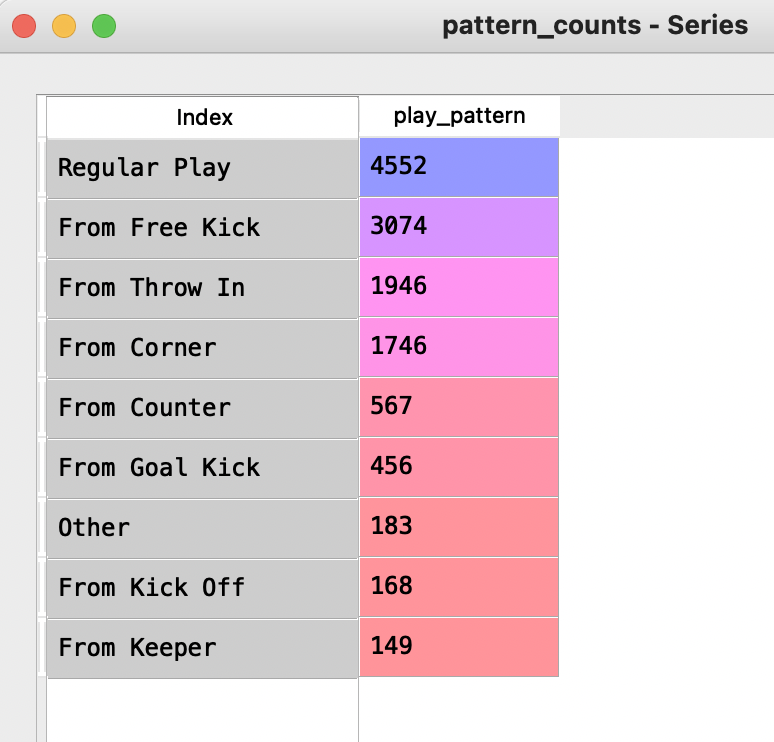 pattern_counts - Series
Index play_pattern
Regular Play 4552
From Free Kick 3074
From Throw In 1946
From Corner 1746
From Counter 567
From Goal Kick 456
Other 183
From Kick Off 168
From Keeper 149